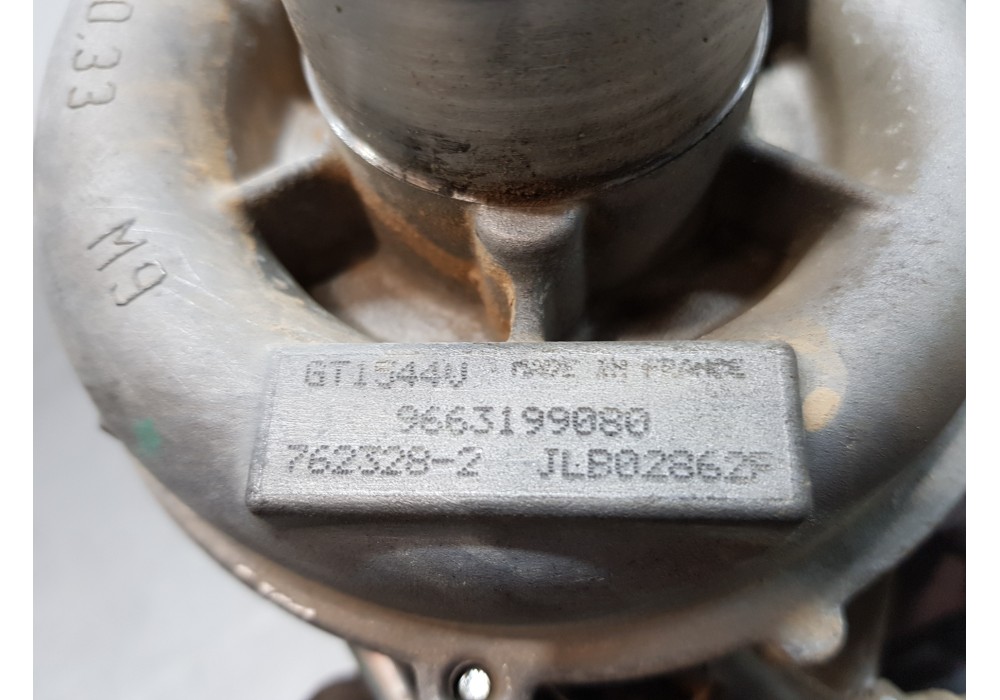 0.33
M9
GT1544V MADE IN FRANCE
9663199080
762328-2 JLB02862F